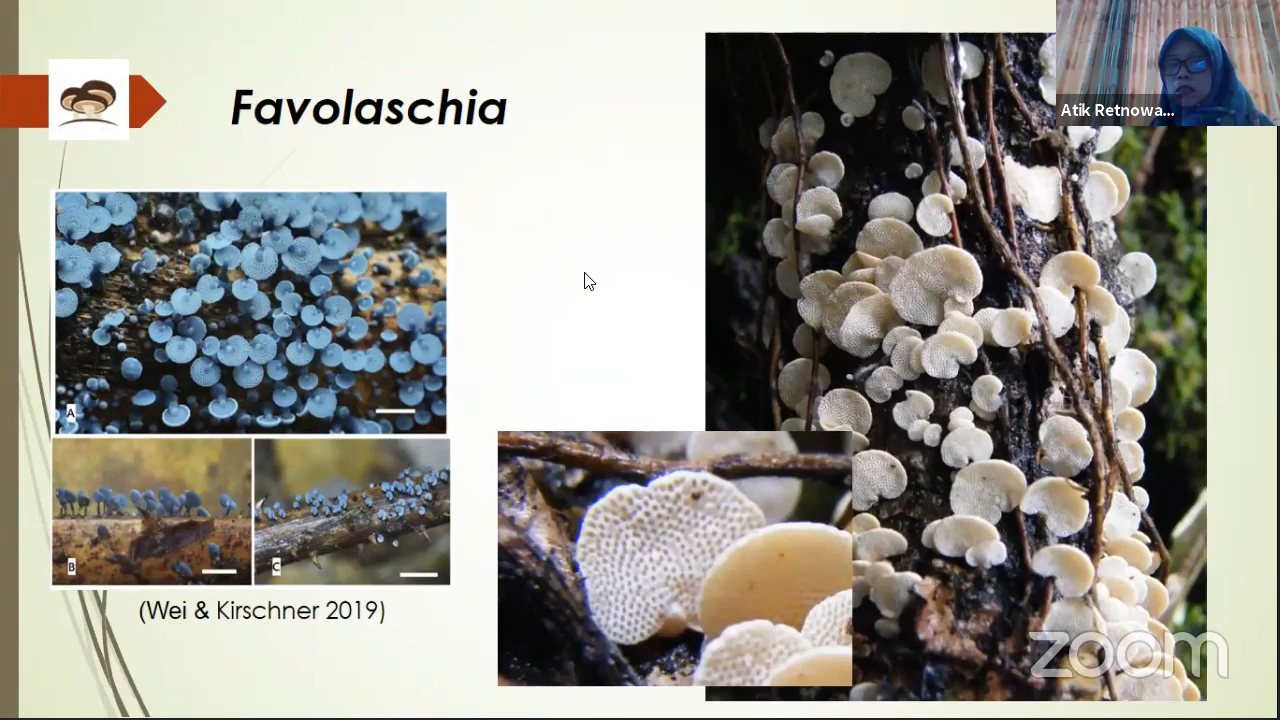 Favolaschia
Atik Retnowa...
A
B
C
(Wei & Kirschner 2019)
zoom